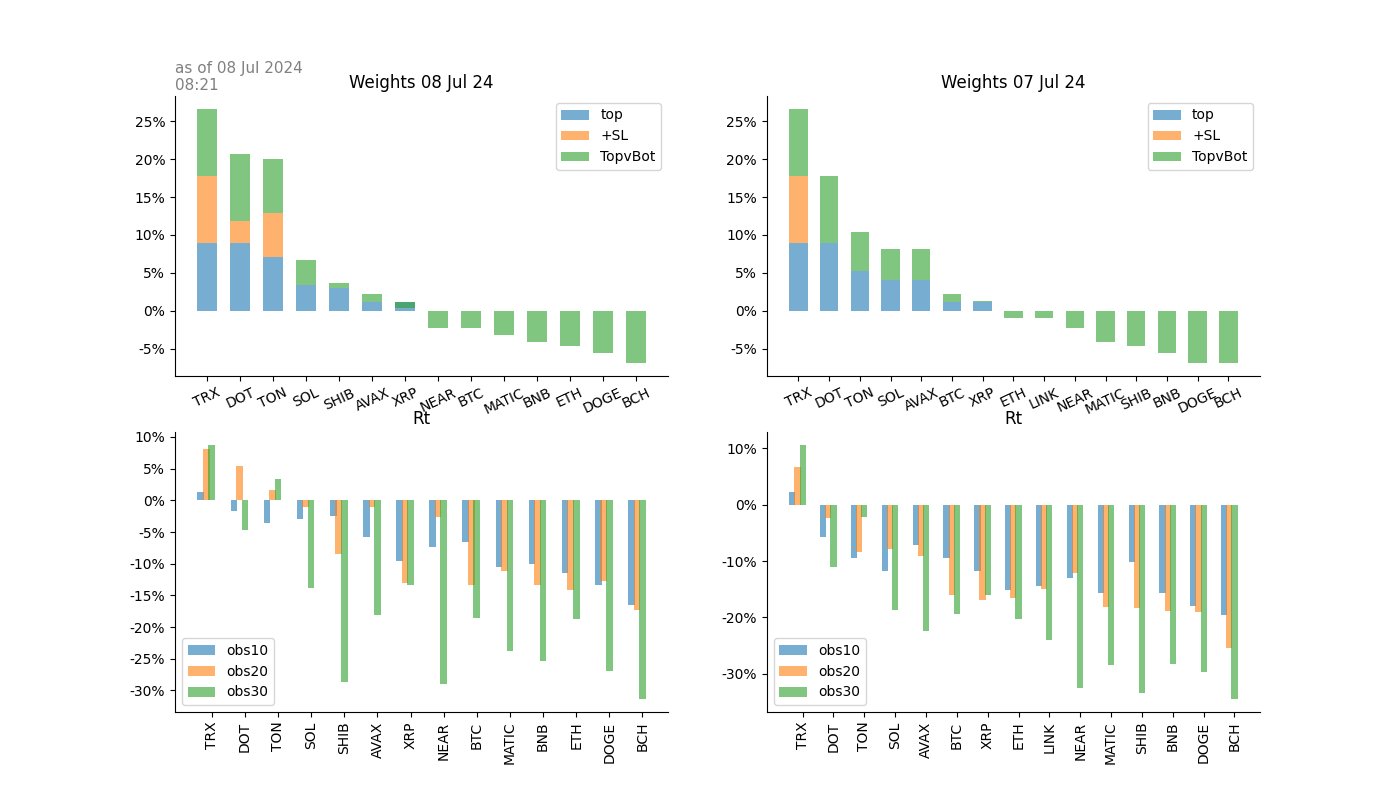 as of 08 Jul 2024
08:21
Weights 08 Jul 24
25%
20%
15%
10%
5%
0%
-5%
top
+SL
TopvBot
TRX DOT TON SOL SHIB AVAX XRP NEAR BTC MATIC BNB ETH DOGE BCH
Weights 07 Jul 24
25%
20%
15%
10%
5%
0%
-5%
top
+SL
TopvBot
TRX DOT TON SOL AVAX BTC XRP ETH LINK NEAR MATIC SHIB BNB DOGE BCH
Rt
10%
5%
0%
-5%
-10%
-15%
-20%
-25%
-30%
obs10
obs20
obs30
TRX DOT TON SOL SHIB AVAX XRP NEAR BTC MATIC BNB ETH DOGE BCH
Rt
10%
0%
-10%
-20%
-30%
obs10
obs20
obs30
TRX DOT TON SOL AVAX BTC XRP ETH LINK NEAR MATIC SHIB BNB DOGE BCH